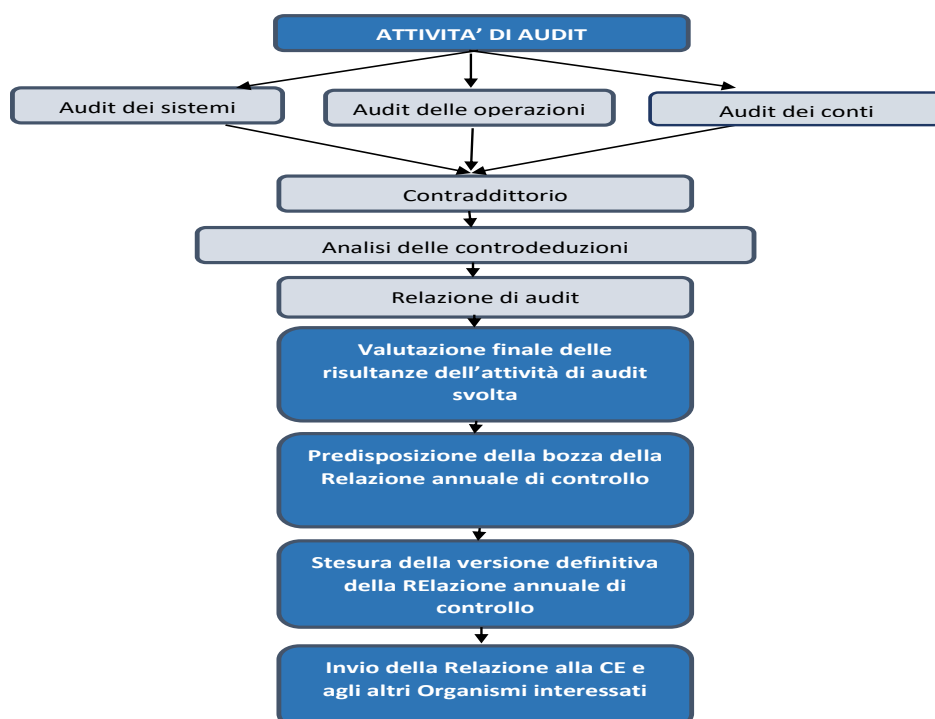 ATTIVITA’ DI AUDIT
Audit dei sistemi
Audit delle operazioni
Audit dei conti
Contraddittorio
Analisi delle controdeduzioni
Relazione di audit
Valutazione finale delle
risultanze dell’attività di audit
svolta
Predisposizione della bozza della
Relazione annuale di controllo
Stesura della versione definitiva
della RElazione annuale di
controllo
Invio della Relazione alla CE e
agli altri Organismi interessati